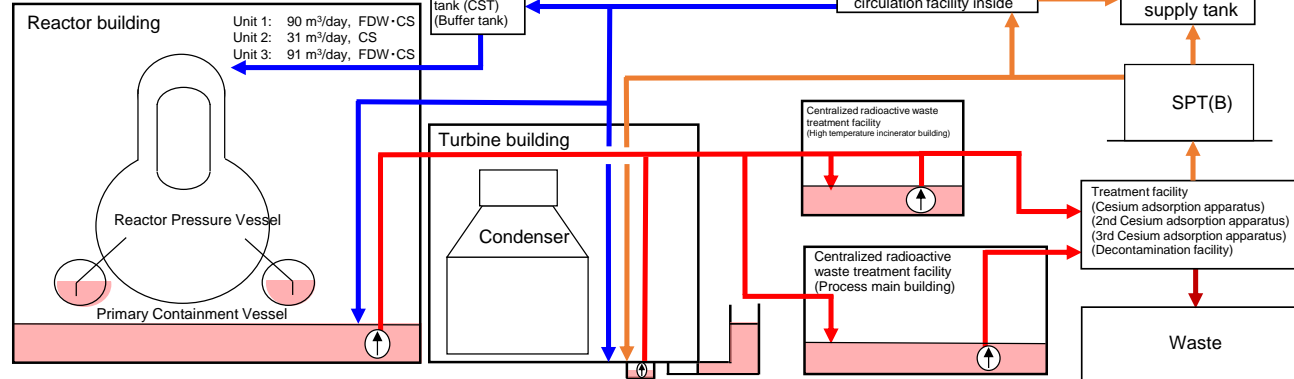 Reactor building
Unit 1: 90 m³/day, FDW・CS
Unit 2: 31 m³/day, CS
Unit 3: 91 m³/day, FDW・CS
tank (CST)
(Buffer tank)
circulation facility inside
supply tank
SPT(B)
Turbine building
Centralized radioactive waste
treatment facility
(High temperature incinerator building)
Reactor Pressure Vessel
Condenser
Treatment facility
(Cesium adsorption apparatus)
(2nd Cesium adsorption apparatus)
(3rd Cesium adsorption apparatus)
(Decontamination facility)
Centralized radioactive
waste treatment facility
(Process main building)
Primary Containment Vessel
Waste